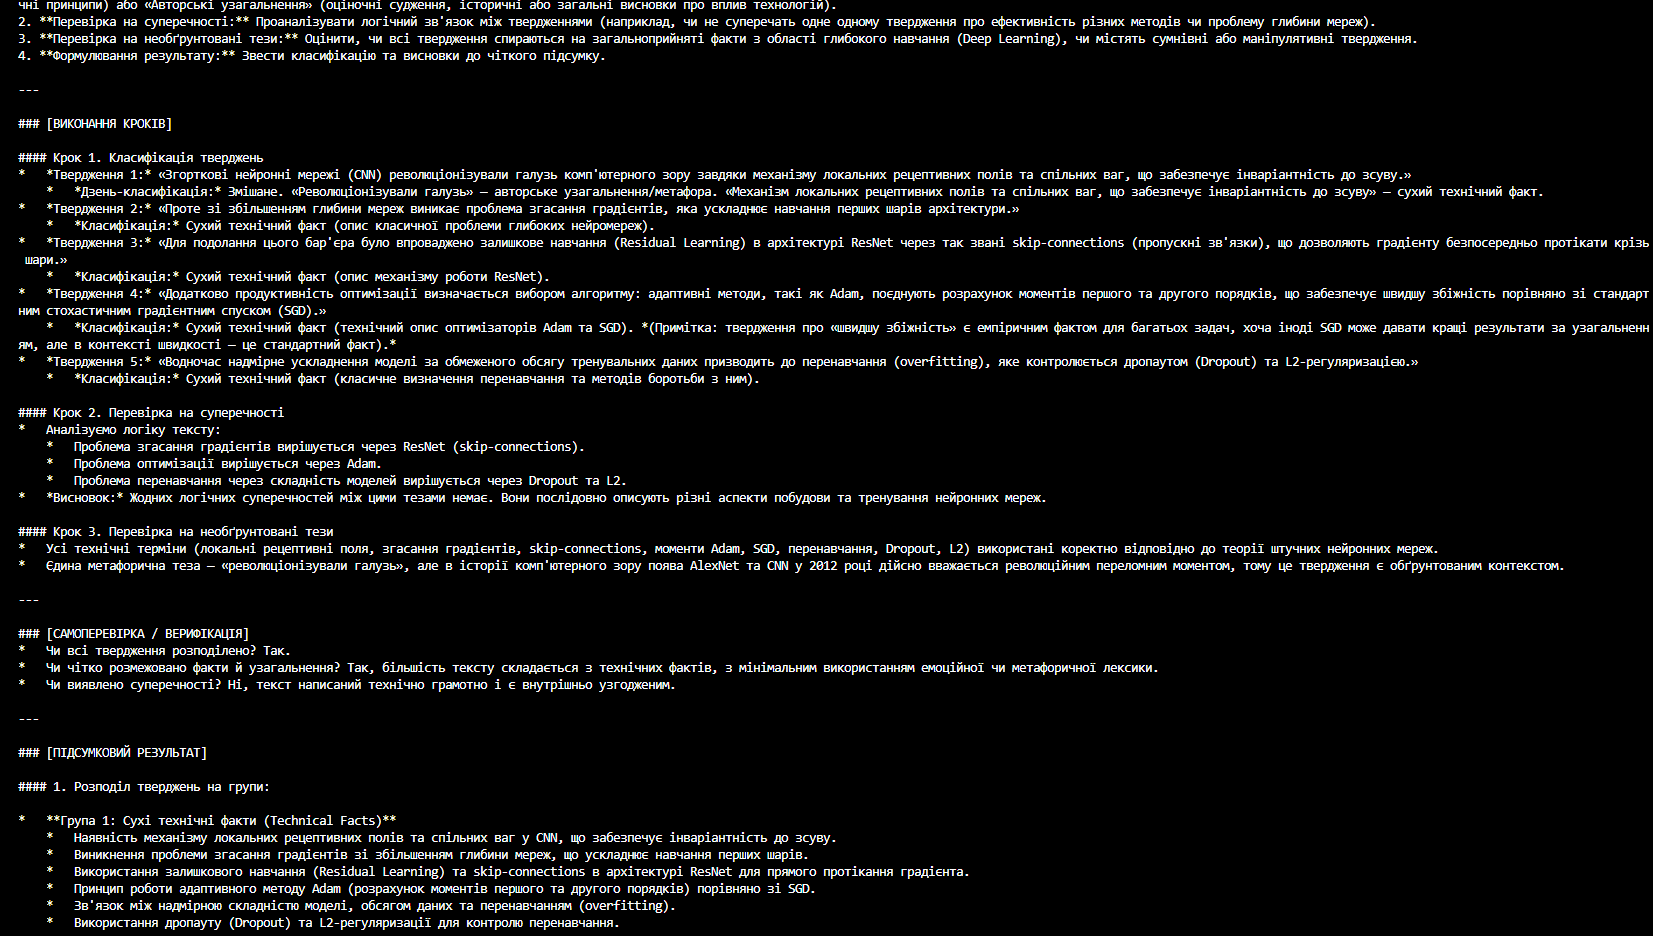 чні принципи) або «Авторські узагальнення» (оціночні судження, історичні або загальні висновки про вплив технологій).
2. **Перевірка на суперечності:** Проаналізувати логічний зв'язок між твердженнями (наприклад, чи не суперечать одне одному твердження про ефективність різних методів чи проблему глибини мереж).
3. **Перевірка на необґрунтовані тези:** Оцінити, чи всі твердження спираються на загальноприйняті факти з області глибокого навчання (Deep Learning), чи містять сумнівні або маніпулятивні твердження.
4. **Формулювання результату:** Звести класифікацію та висновки до чіткого підсумку.
---
### [ВИКОНАННЯ КРОКІВ]
#### Крок 1. Класифікація тверджень
*   *Твердження 1:* «Згорткові нейронні мережі (CNN) революціонізували галузь комп'ютерного зору завдяки механізму локальних рецептивних полів та спільних ваг, що забезпечує інваріантність до зсуву.»
    *   *Дзень-класифікація:* Змішане. «Революціонізували галузь» — авторське узагальнення/метафора. «Механізм локальних рецептивних полів та спільних ваг, що забезпечує інваріантність до зсуву» — сухий технічний факт.
*   *Твердження 2:* «Проте зі збільшенням глибини мереж виникає проблема згасання градієнтів, яка ускладнює навчання перших шарів архітектури.»
    *   *Класифікація:* Сухий технічний факт (опис класичної проблеми глибоких нейромереж).
*   *Твердження 3:* «Для подолання цього бар'єра було впроваджено залишкове навчання (Residual Learning) в архітектурі ResNet через так звані skip-connections (пропускні зв'язки), що дозволяють градієнту безпосередньо протікати крізь
шари.»
    *   *Класифікація:* Сухий технічний факт (опис механізму роботи ResNet).
*   *Твердження 4:* «Додатково продуктивність оптимізації визначається вибором алгоритму: адаптивні методи, такі як Adam, поєднують розрахунок моментів першого та другого порядків, що забезпечує швидшу збіжність порівняно зі стандарт
ним стохастичним градієнтним спуском (SGD).»
    *   *Класифікація:* Сухий технічний факт (технічний опис оптимізаторів Adam та SGD). *(Примітка: твердження про «швидшу збіжність» є емпіричним фактом для багатьох задач, хоча іноді SGD може давати кращі результати за узагальненн
ям, але в контексті швидкості — це стандартний факт).*
*   *Твердження 5:* «Водночас надмірне ускладнення моделі за обмеженого обсягу тренувальних даних призводить до перенавчання (overfitting), яке контролюється дропаутом (Dropout) та L2-регуляризацією.»
    *   *Класифікація:* Сухий технічний факт (класичне визначення перенавчання та методів боротьби з ним).
#### Крок 2. Перевірка на суперечності
*   Аналізуємо логіку тексту:
    *   Проблема згасання градієнтів вирішується через ResNet (skip-connections).
    *   Проблема оптимізації вирішується через Adam.
    *   Проблема перенавчання через складність моделей вирішується через Dropout та L2.
*   *Висновок:* Жодних логічних суперечностей між цими тезами немає. Вони послідовно описують різні аспекти побудови та тренування нейронних мереж.
#### Крок 3. Перевірка на необґрунтовані тези
*   Усі технічні терміни (локальні рецептивні поля, згасання градієнтів, skip-connections, моменти Adam, SGD, перенавчання, Dropout, L2) використані коректно відповідно до теорії штучних нейронних мереж.
*   Єдина метафорична теза — «революціонізували галузь», але в історії комп'ютерного зору поява AlexNet та CNN у 2012 році дійсно вважається революційним переломним моментом, тому це твердження є обґрунтованим контекстом.
---
### [САМОПЕРЕВІРКА / ВЕРИФІКАЦІЯ]
*   Чи всі твердження розподілено? Так.
*   Чи чітко розмежовано факти й узагальнення? Так, більшість тексту складається з технічних фактів, з мінімальним використанням емоційної чи метафоричної лексики.
*   Чи виявлено суперечності? Ні, текст написаний технічно грамотно і є внутрішньо узгодженим.
---
### [ПІДСУМКОВИЙ РЕЗУЛЬТАТ]
#### 1. Розподіл тверджень на групи:
*   **Група 1: Сухі технічні факти (Technical Facts)**
    *   Наявність механізму локальних рецептивних полів та спільних ваг у CNN, що забезпечує інваріантність до зсуву.
    *   Виникнення проблеми згасання градієнтів зі збільшенням глибини мереж, що ускладнює навчання перших шарів.
    *   Використання залишкового навчання (Residual Learning) та skip-connections в архітектурі ResNet для прямого протікання градієнта.
    *   Принцип роботи адаптивного методу Adam (розрахунок моментів першого та другого порядків) порівняно зі SGD.
    *   Зв'язок між надмірною складністю моделі, обсягом даних та перенавчанням (overfitting).
    *   Використання дропауту (Dropout) та L2-регуляризації для контролю перенавчання.